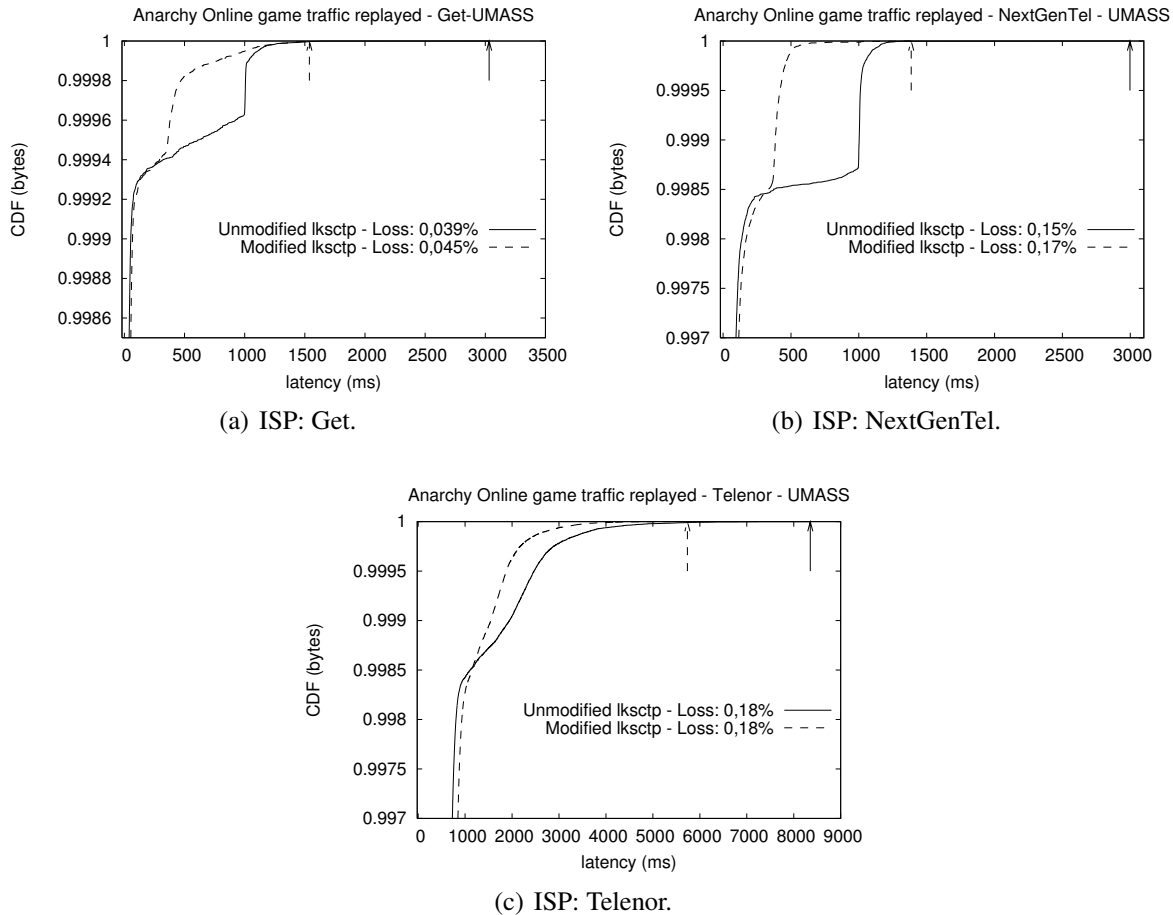 Anarchy Online game traffic replayed - Get-UMASS
1
0.9998
0.9996
0.9994
0.9992
0.999
0.9988
0.9986
CDF (bytes)
Unmodified lksctp - Loss: 0,039%
Modified lksctp - Loss: 0,045%
0 500 1000 1500 2000 2500 3000 3500
latency (ms)
(a) ISP: Get.
Anarchy Online game traffic replayed - NextGenTel - UMASS
1
0.9995
0.999
0.9985
0.998
0.9975
0.997
CDF (bytes)
Unmodified lksctp - Loss: 0,15%
Modified lksctp - Loss: 0,17%
0 500 1000 1500 2000 2500 3000
latency (ms)
(b) ISP: NextGenTel.
Anarchy Online game traffic replayed - Telenor - UMASS
1
0.9995
0.999
0.9985
0.998
0.9975
0.997
CDF (bytes)
Unmodified lksctp - Loss: 0,18%
Modified lksctp - Loss: 0,18%
0 1000 2000 3000 4000 5000 6000 7000 8000 9000
latency (ms)
(c) ISP: Telenor.